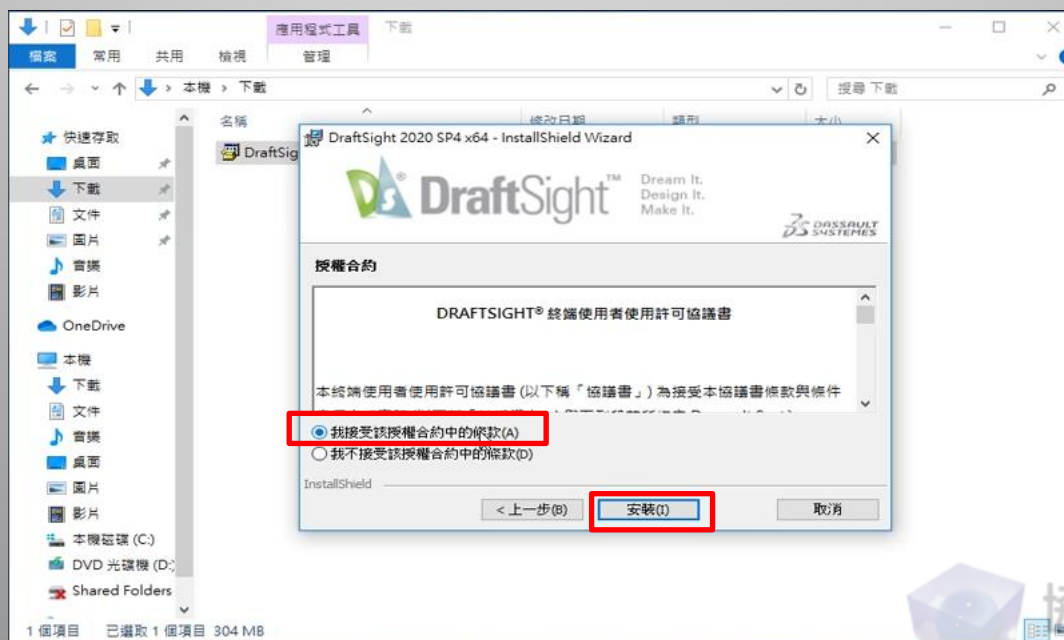 應用程式工具 下載
檔案 常用 共用 檢視 管理
本機 › 下載 搜尋 下載
名稱 修改日期 類型 大小
快速存取
桌面
下載
文件
圖片
音樂
影片
OneDrive
本機
下載
文件
音樂
桌面
圖片
影片
本機磁碟 (C:)
DVD 光碟機 (D:)
Shared Folders
DraftSig
DraftSight 2020 SP4 x64 - InstallShield Wizard
DraftSight™
Dream It.
Design It.
Make It.
DASSAULT
SYSTEMES
授權合約
DRAFTSIGHT® 終端使用者使用許可協議書
本終端使用者使用許可協議書 (以下稱「協議書」) 為接受本協議書條款與條件
我接受該授權合約中的條款(A)
我不接受該授權合約中的條款(D)
InstallShield
< 上一步(B) 安裝(I) 取消
1 個項目 已選取 1 個項目 304 MB